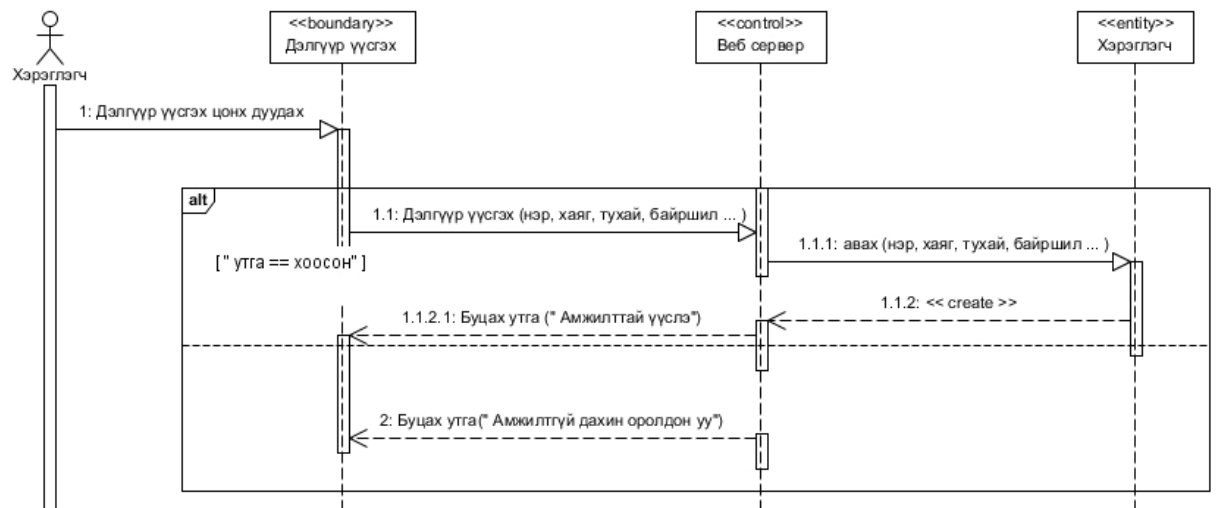 Хэрэглэгч
<<boundary>>
Дэлгүүр үүсгэх
<<control>>
Веб сервер
<<entity>>
Хэрэглэгч
1: Дэлгүүр үүсгэх цонх дуудах
alt
1.1: Дэлгүүр үүсгэх (нэр, хаяг, тухай, байршил ... )
1.1.1: авах (нэр, хаяг, тухай, байршил ... )
[ " утга == хоосон" ]
1.1.2: << create >>
1.1.2.1: Буцах утга (" Амжилттай үүслэ")
2: Буцах утга(" Амжилтгүй дахин оролдон уу")